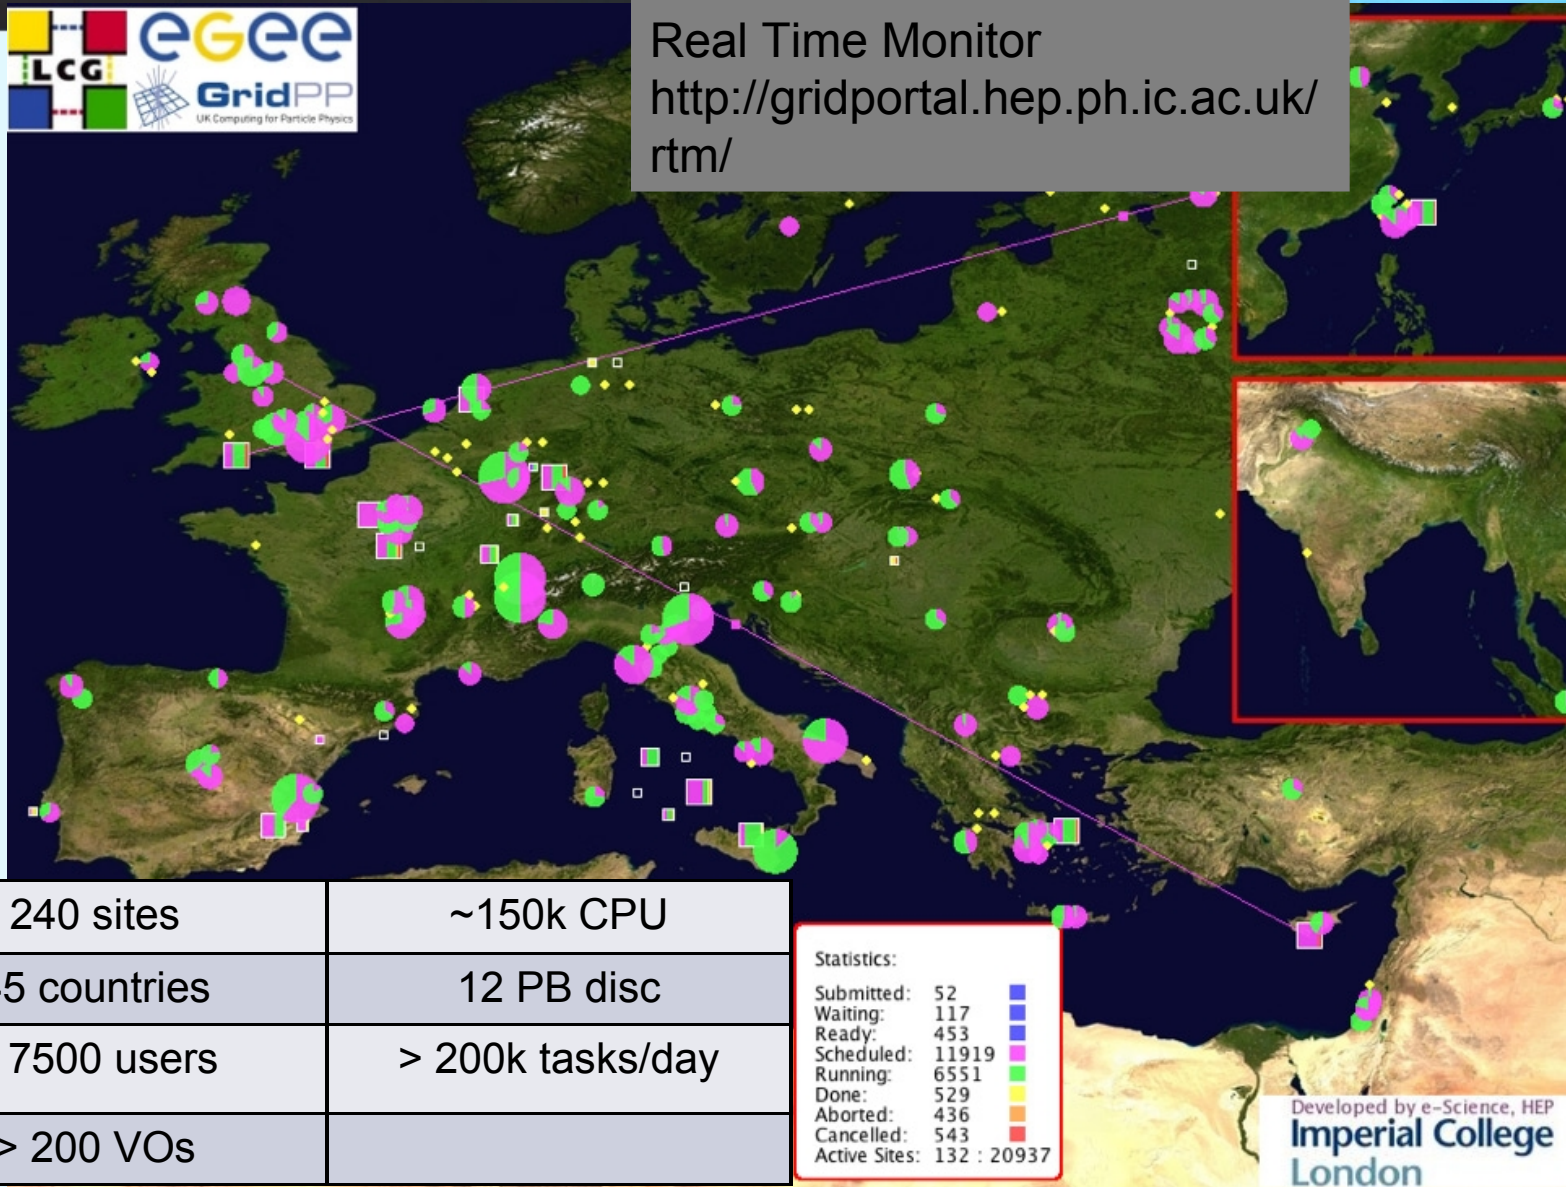 LCG
egee
GridPP
UK Computing for Particle Physics
Real Time Monitor
http://gridportal.hep.ph.ic.ac.uk/
rtm/
240 sites
~150k CPU
5 countries
12 PB disc
7500 users
> 200k tasks/day
> 200 VOs
Statistics:
Submitted: 52
Waiting: 117
Ready: 453
Scheduled: 11919
Running: 6551
Done: 529
Aborted: 436
Cancelled: 543
Active Sites: 132 : 20937
Developed by e-Science, HEP
Imperial College
London